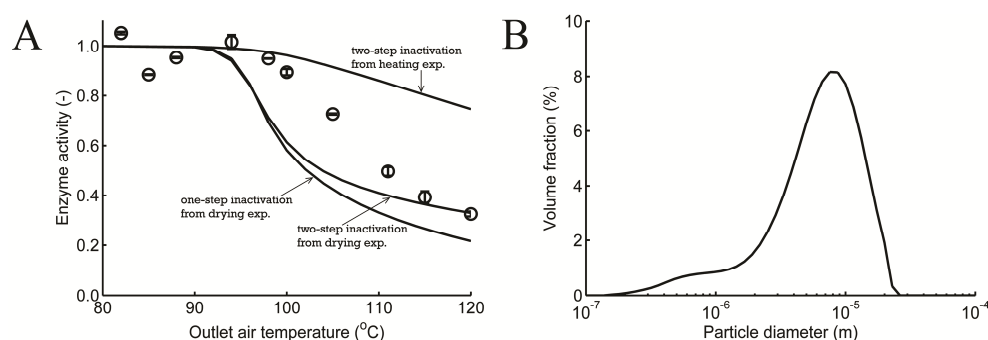 A
1.0
0.8
0.6
0.4
0.2
0.0
80
90
100
110
120
Enzyme activity (-)
Outlet air temperature (°C)
two-step inactivation
from heating exp.
one-step inactivation
from drying exp.
two-step inactivation
from drying exp.
B
10
8
6
4
2
0
10-7
10-6
10-5
10-4
Volume fraction (%)
Particle diameter (m)